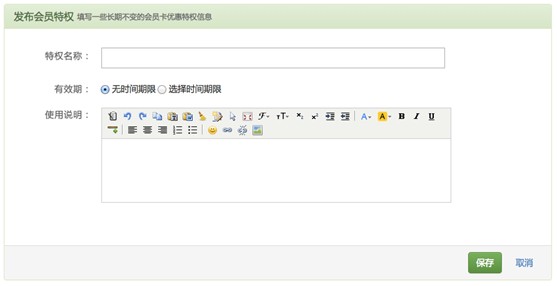 发布会员特权 填写一些长期不变的会员卡优惠特权信息
特权名称：
有效期： 无时间期限 选择时间期限
使用说明：
保存 取消